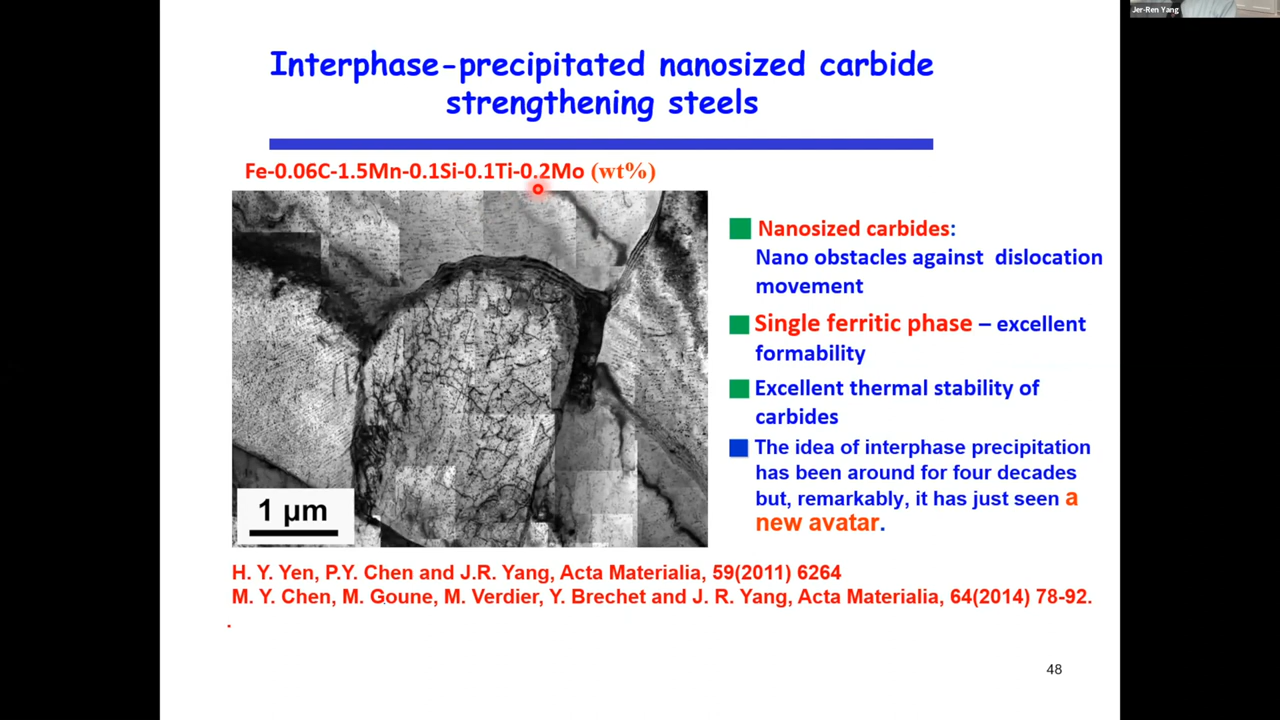 Jer-Ren Yang
Interphase-precipitated nanosized carbide
strengthening steels
Fe-0.06C-1.5Mn-0.1Si-0.1Ti-0.2Mo (wt%)
1 μm
Nanosized carbides:
Nano obstacles against dislocation
movement
Single ferritic phase – excellent
formability
Excellent thermal stability of
carbides
The idea of interphase precipitation
has been around for four decades
but, remarkably, it has just seen a
new avatar.
H. Y. Yen, P.Y. Chen and J.R. Yang, Acta Materialia, 59(2011) 6264
M. Y. Chen, M. Goune, M. Verdier, Y. Brechet and J. R. Yang, Acta Materialia, 64(2014) 78-92.
.
48